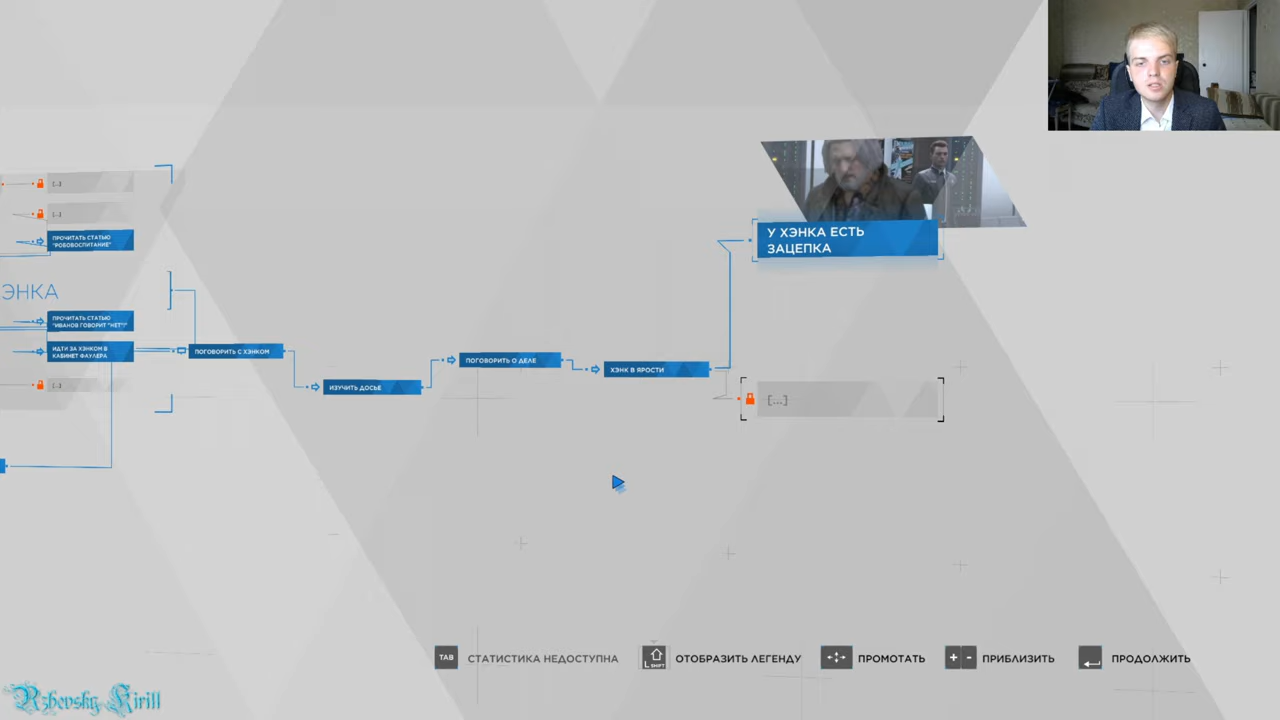 [...]
[...]
ПРОЧИТАТЬ СТАТЬЮ
"РОБОВОСПИТАНИЕ"
ЭНКА
ПРОЧИТАТЬ СТАТЬЮ
"ИВАНОВ ГОВОРИТ "НЕТ"!"
ИДТИ ЗА ХЭНКОМ В
КАБИНЕТ ФАУЛЕРА
[...]
ПОГОВОРИТЬ С ХЭНКОМ
ИЗУЧИТЬ ДОСЬЕ
ПОГОВОРИТЬ О ДЕЛЕ
ХЭНК В ЯРОСТИ
У ХЭНКА ЕСТЬ
ЗАЦЕПКА
[...]
TAB СТАТИСТИКА НЕДОСТУПНА
L SHIFT ОТОБРАЗИТЬ ЛЕГЕНДУ
ПРОМОТАТЬ
+ - ПРИБЛИЗИТЬ
ПРОДОЛЖИТЬ
Rzhevsky Kirill